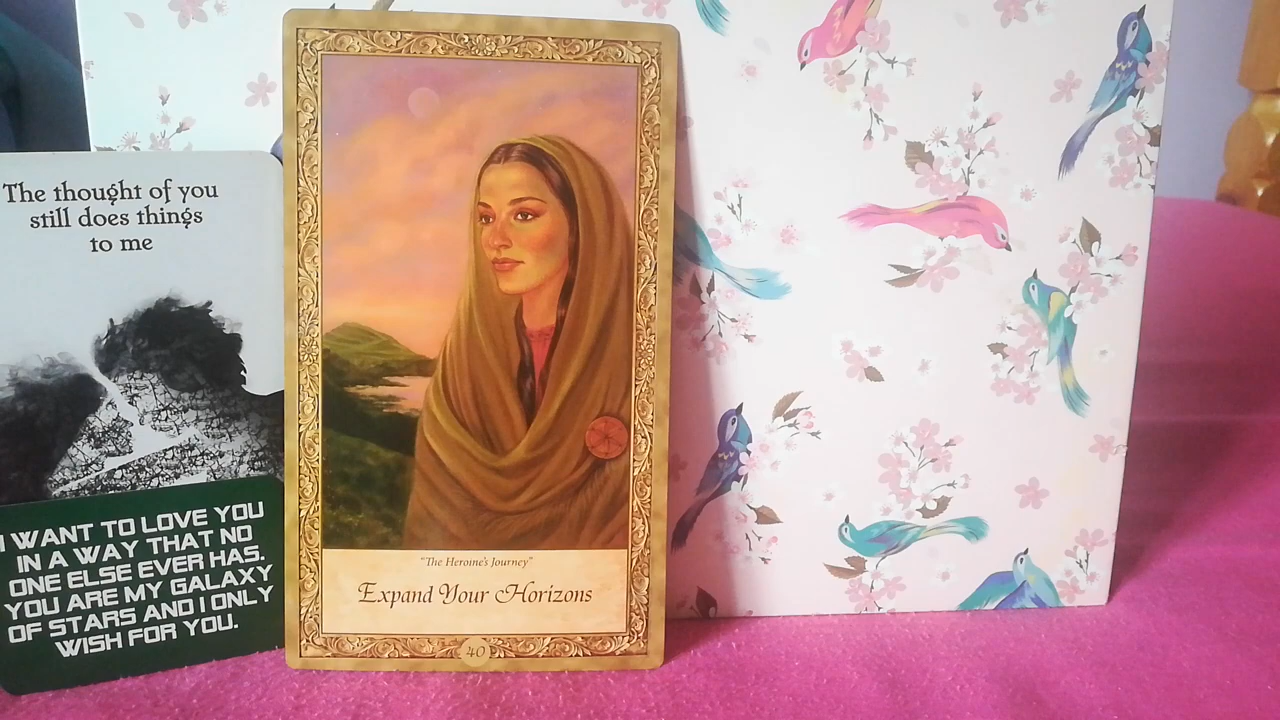 The thought of you
still does things
to me
I WANT TO LOVE YOU
IN A WAY THAT NO
ONE ELSE EVER HAS.
YOU ARE MY GALAXY
OF STARS AND I ONLY
WISH FOR YOU.
"The Heroine's Journey"
Expand Your Horizons
40